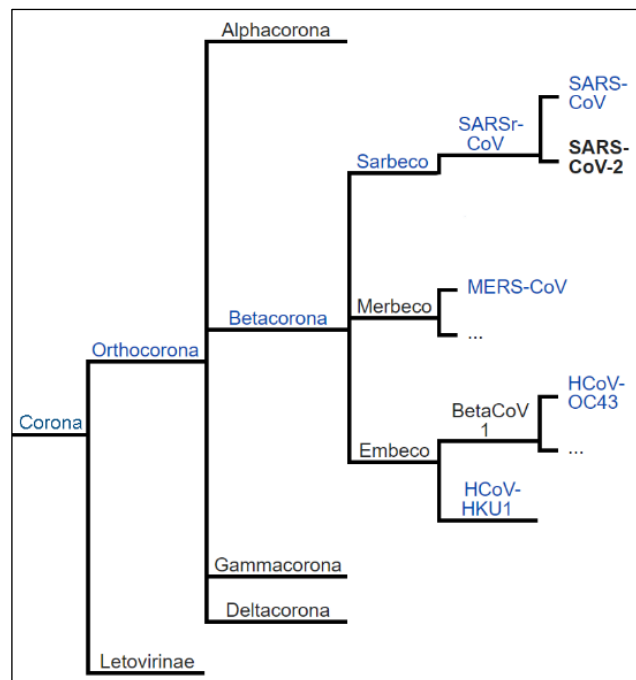 Alphacorona
SARS-
CoV
SARSr-
CoV
SARS-
CoV-2
Sarbeco
MERS-CoV
Merbeco
...
Betacorona
Orthocorona
HCoV-
OC43
BetaCoV
1
...
Corona
Embeco
HCoV-
HKU1
Gammacorona
Deltacorona
Letovirinae